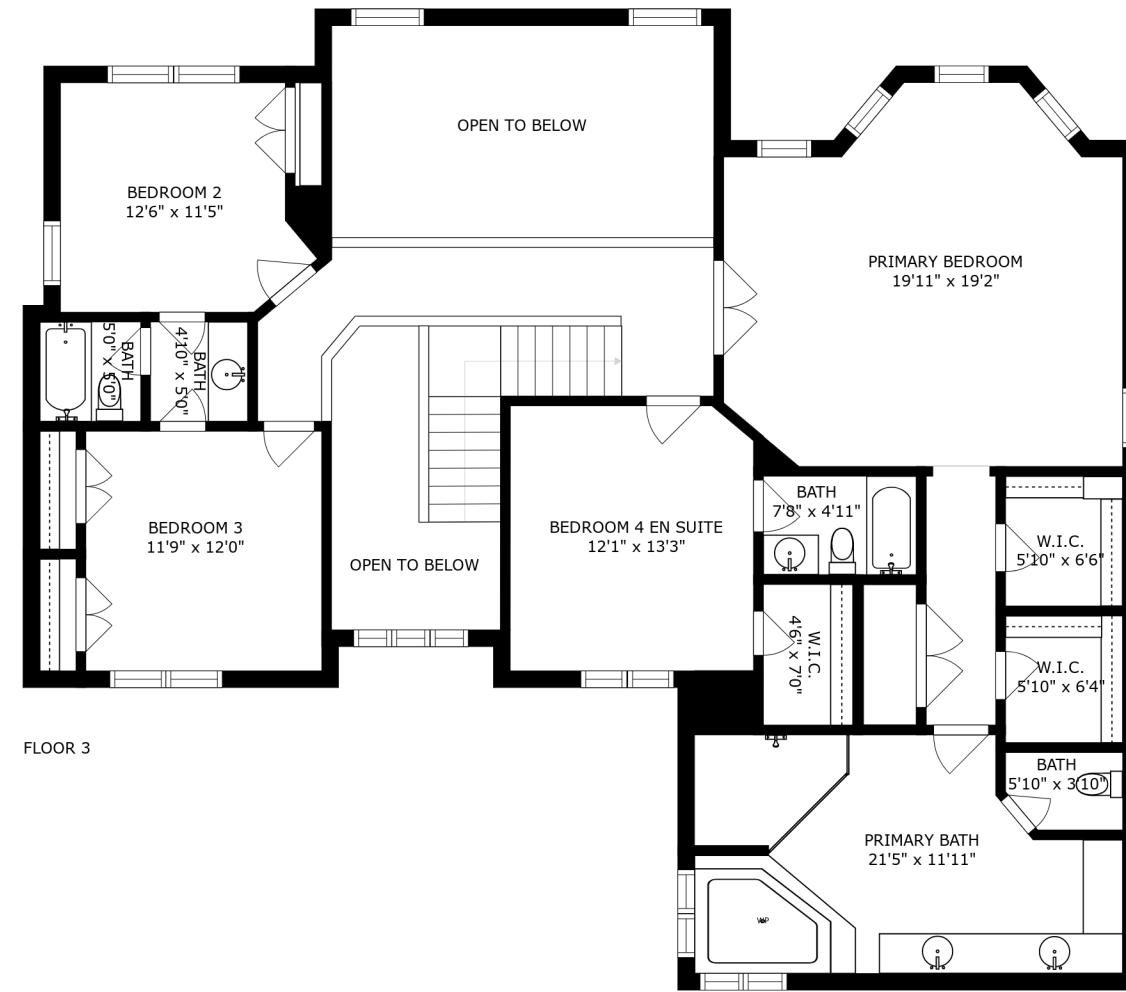 OPEN TO BELOW
BEDROOM 2
12'6" x 11'5"
PRIMARY BEDROOM
19'11" x 19'2"
BATH
5'0" x 5'0"
BATH
4'10" x 5'0"
BEDROOM 3
11'9" x 12'0"
OPEN TO BELOW
BEDROOM 4 EN SUITE
12'1" x 13'3"
BATH
7'8" x 4'11"
W.I.C.
5'10" x 6'6"
W.I.C.
4'6" x 7'0"
W.I.C.
5'10" x 6'4"
FLOOR 3
BATH
5'10" x 3'10"
PRIMARY BATH
21'5" x 11'11"